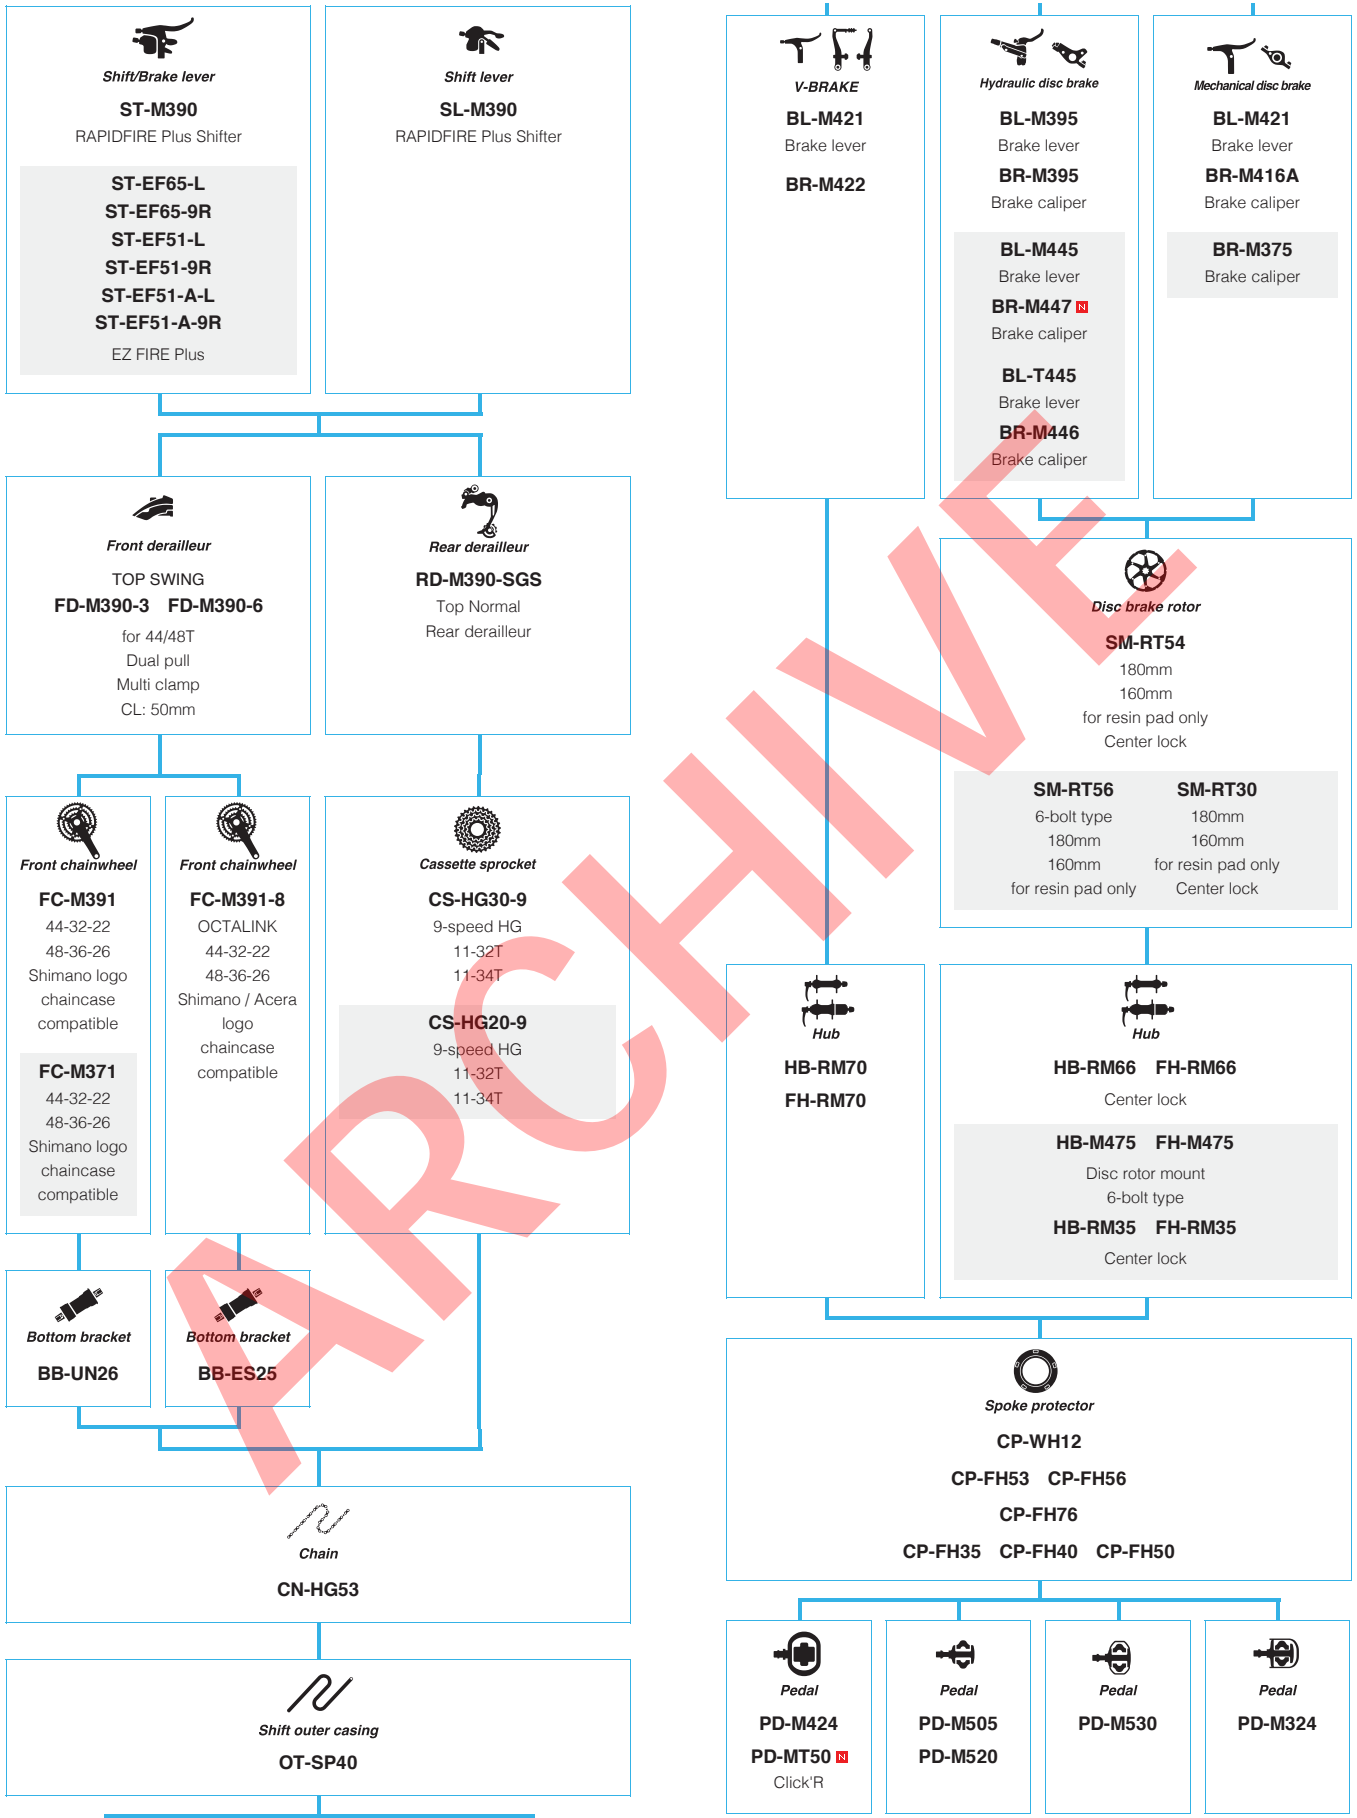 Shift/Brake lever
ST-M390
RAPIDFIRE Plus Shifter
ST-EF65-L
ST-EF65-9R
ST-EF51-L
ST-EF51-9R
ST-EF51-A-L
ST-EF51-A-9R
EZ FIRE Plus
Shift lever
SL-M390
RAPIDFIRE Plus Shifter
Front derailleur
TOP SWING
FD-M390-3 FD-M390-6
for 44/48T
Dual pull
Multi clamp
CL: 50mm
Rear derailleur
RD-M390-SGS
Top Normal
Rear derailleur
Front chainwheel
FC-M391
44-32-22
48-36-26
Shimano logo
chaincase
compatible
FC-M371
44-32-22
48-36-26
Shimano logo
chaincase
compatible
Front chainwheel
FC-M391-8
OCTALINK
44-32-22
48-36-26
Shimano / Acera
logo
chaincase
compatible
Cassette sprocket
CS-HG30-9
9-speed HG
11-32T
11-34T
CS-HG20-9
9-speed HG
11-32T
11-34T
Bottom bracket
BB-UN26
Bottom bracket
BB-ES25
Chain
CN-HG53
Shift outer casing
OT-SP40
V-BRAKE
BL-M421
Brake lever
BR-M422
Hydraulic disc brake
BL-M395
Brake lever
BR-M395
Brake caliper
BL-M445
Brake lever
BR-M447 N
Brake caliper
BL-T445
Brake lever
BR-M446
Brake caliper
Mechanical disc brake
BL-M421
Brake lever
BR-M416A
Brake caliper
BR-M375
Brake caliper
Disc brake rotor
SM-RT54
180mm
160mm
for resin pad only
Center lock
SM-RT56
6-bolt type
180mm
160mm
for resin pad only
SM-RT30
180mm
160mm
for resin pad only
Center lock
Hub
HB-RM70
FH-RM70
Hub
HB-RM66 FH-RM66
Center lock
HB-M475 FH-M475
Disc rotor mount
6-bolt type
HB-RM35 FH-RM35
Center lock
Spoke protector
CP-WH12
CP-FH53 CP-FH56
CP-FH76
CP-FH35 CP-FH40 CP-FH50
Pedal
PD-M424
PD-MT50 N
Click'R
Pedal
PD-M505
PD-M520
Pedal
PD-M530
Pedal
PD-M324
ARCHIVE